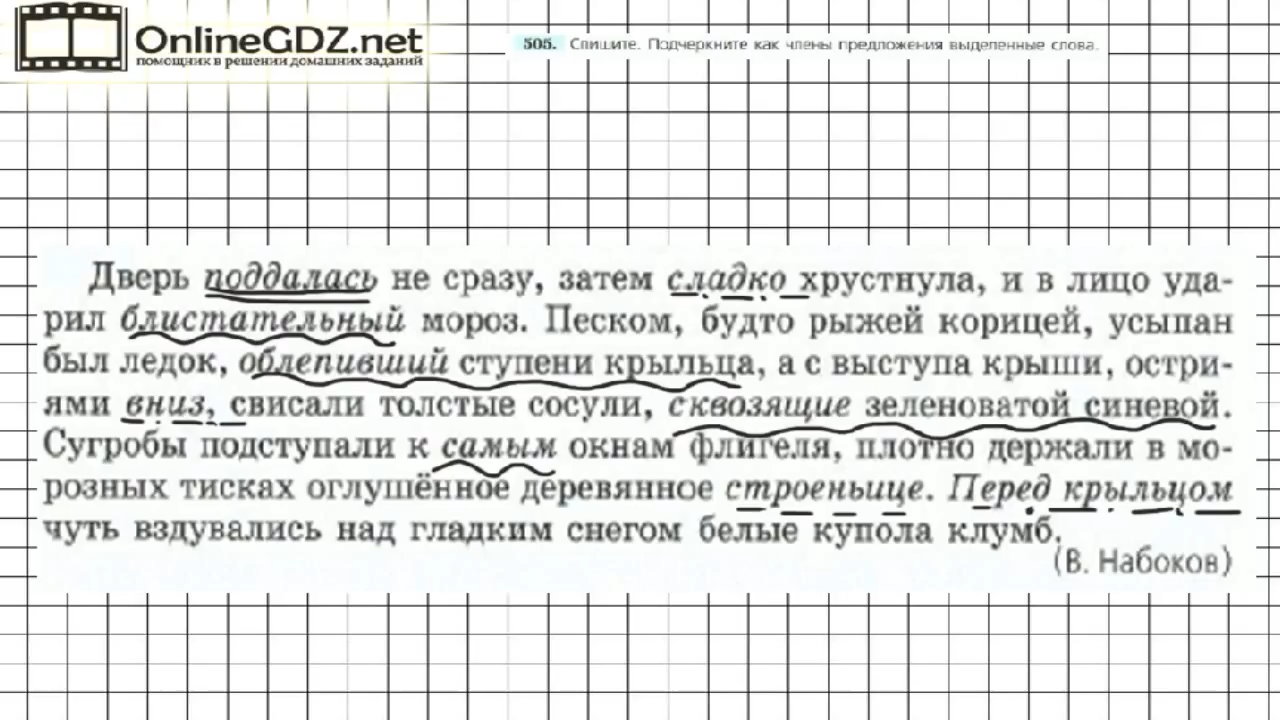 OnlineGDZ.net
помощник в решении домашних заданий
505. Спишите. Подчеркните как члены предложения выделенные слова.
Дверь поддалась не сразу, затем сладко хрустнула, и в лицо уда-
рил блистательный мороз. Песком, будто рыжей корицей, усыпан
был ледок, облепивший ступени крыльца, а с выступа крыши, остри-
ями вниз, свисали толстые сосули, сквозящие зеленоватой синевой.
Сугробы подступали к самым окнам флигеля, плотно держали в мо-
розных тисках оглушённое деревянное строеньице. Перед крыльцом
чуть вздувались над гладким снегом белые купола клумб.
(В. Набоков)